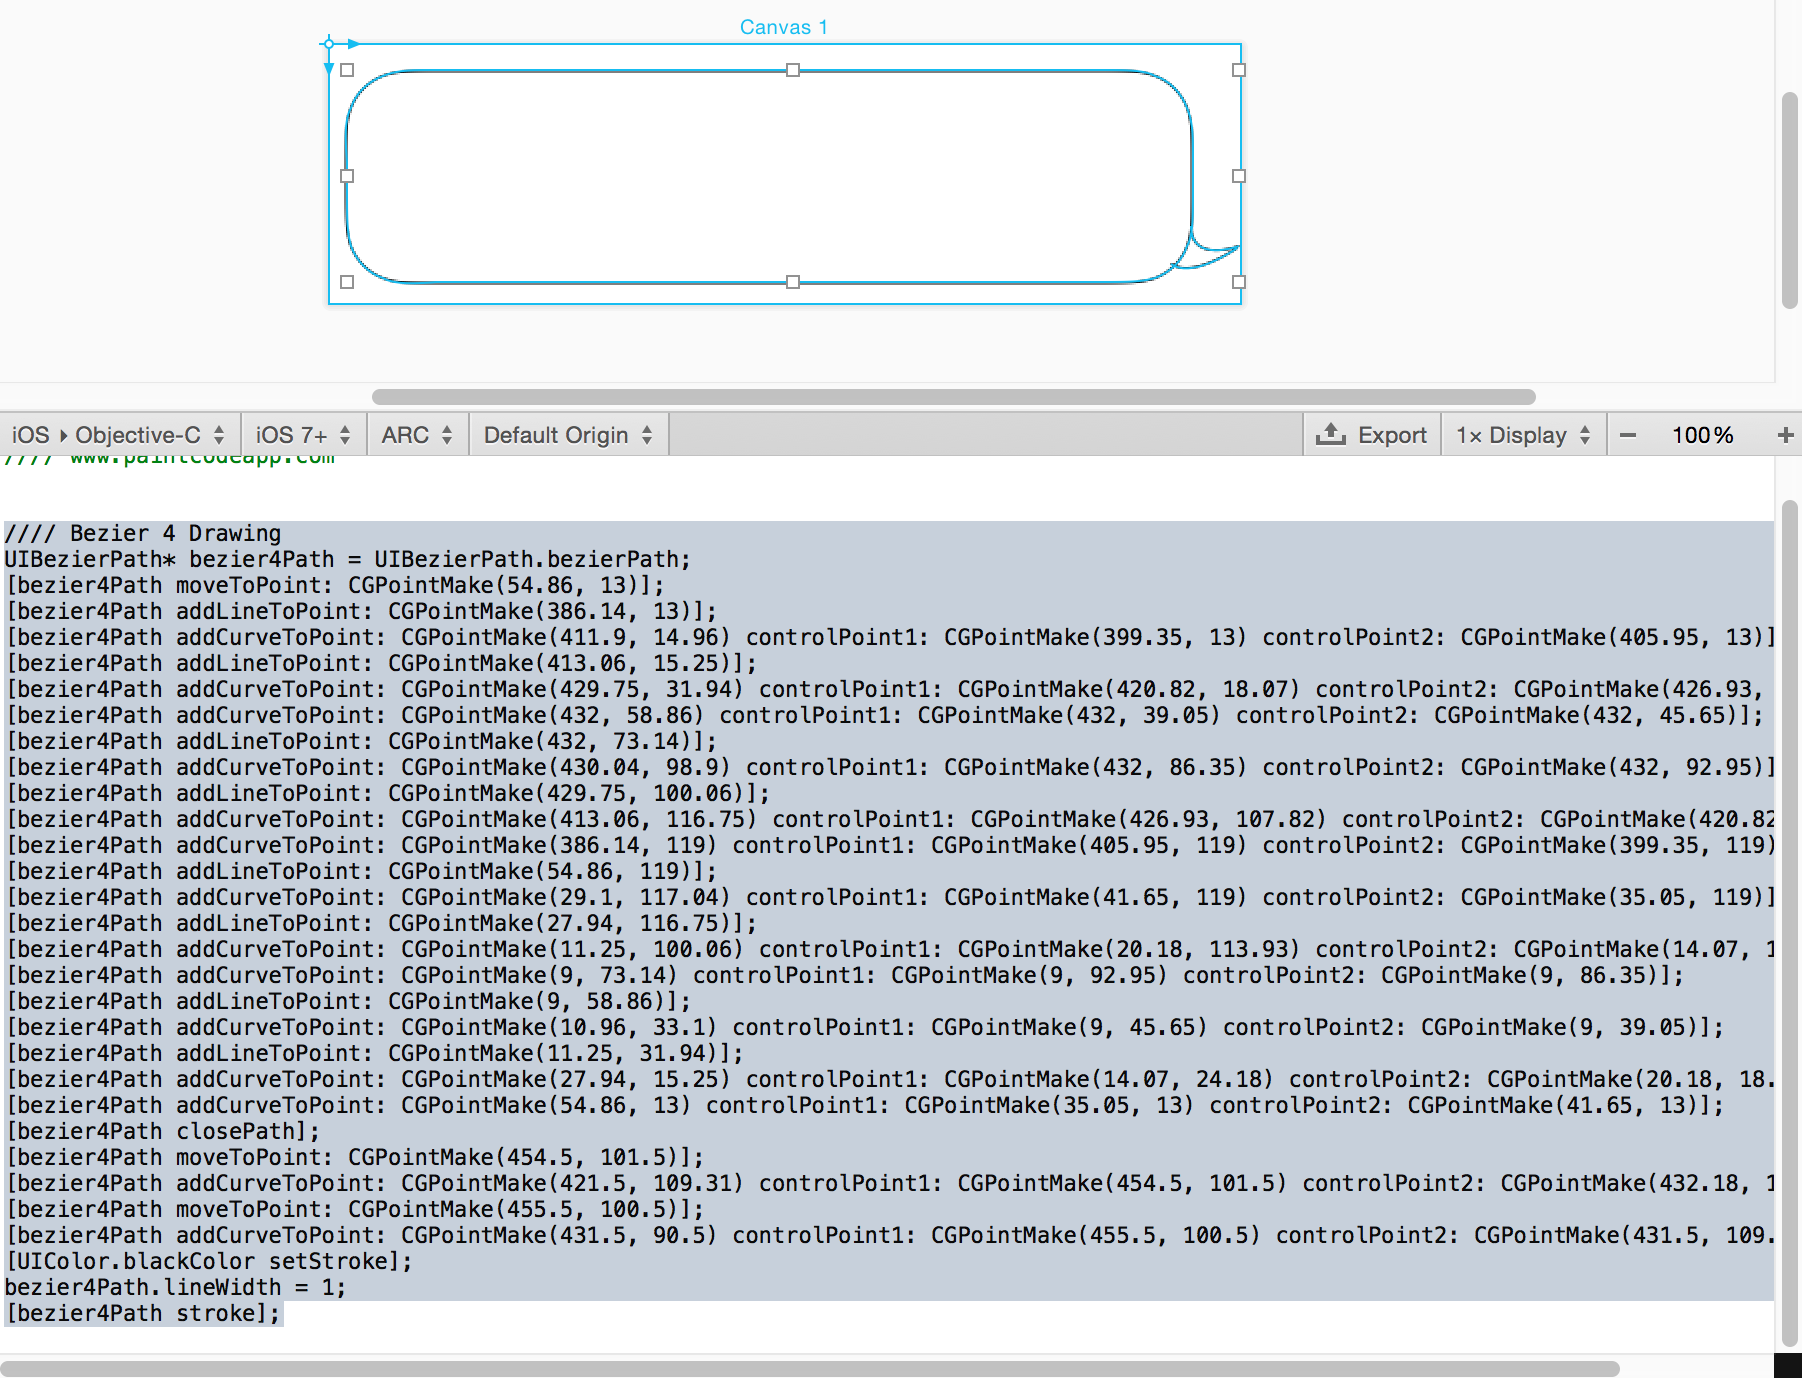 Canvas 1
iOS ▸ Objective-C iOS 7+ ARC Default Origin Export 1× Display − 100% +
//// www.paintcodeapp.com
//// Bezier 4 Drawing
UIBezierPath* bezier4Path = UIBezierPath.bezierPath;
[bezier4Path moveToPoint: CGPointMake(54.86, 13)];
[bezier4Path addLineToPoint: CGPointMake(386.14, 13)];
[bezier4Path addCurveToPoint: CGPointMake(411.9, 14.96) controlPoint1: CGPointMake(399.35, 13) controlPoint2: CGPointMake(405.95, 13)]
[bezier4Path addLineToPoint: CGPointMake(413.06, 15.25)];
[bezier4Path addCurveToPoint: CGPointMake(429.75, 31.94) controlPoint1: CGPointMake(420.82, 18.07) controlPoint2: CGPointMake(426.93,
[bezier4Path addCurveToPoint: CGPointMake(432, 58.86) controlPoint1: CGPointMake(432, 39.05) controlPoint2: CGPointMake(432, 45.65)];
[bezier4Path addLineToPoint: CGPointMake(432, 73.14)];
[bezier4Path addCurveToPoint: CGPointMake(430.04, 98.9) controlPoint1: CGPointMake(432, 86.35) controlPoint2: CGPointMake(432, 92.95)]
[bezier4Path addLineToPoint: CGPointMake(429.75, 100.06)];
[bezier4Path addCurveToPoint: CGPointMake(413.06, 116.75) controlPoint1: CGPointMake(426.93, 107.82) controlPoint2: CGPointMake(420.82
[bezier4Path addCurveToPoint: CGPointMake(386.14, 119) controlPoint1: CGPointMake(405.95, 119) controlPoint2: CGPointMake(399.35, 119)
[bezier4Path addLineToPoint: CGPointMake(54.86, 119)];
[bezier4Path addCurveToPoint: CGPointMake(29.1, 117.04) controlPoint1: CGPointMake(41.65, 119) controlPoint2: CGPointMake(35.05, 119)]
[bezier4Path addLineToPoint: CGPointMake(27.94, 116.75)];
[bezier4Path addCurveToPoint: CGPointMake(11.25, 100.06) controlPoint1: CGPointMake(20.18, 113.93) controlPoint2: CGPointMake(14.07, 1
[bezier4Path addCurveToPoint: CGPointMake(9, 73.14) controlPoint1: CGPointMake(9, 92.95) controlPoint2: CGPointMake(9, 86.35)];
[bezier4Path addLineToPoint: CGPointMake(9, 58.86)];
[bezier4Path addCurveToPoint: CGPointMake(10.96, 33.1) controlPoint1: CGPointMake(9, 45.65) controlPoint2: CGPointMake(9, 39.05)];
[bezier4Path addLineToPoint: CGPointMake(11.25, 31.94)];
[bezier4Path addCurveToPoint: CGPointMake(27.94, 15.25) controlPoint1: CGPointMake(14.07, 24.18) controlPoint2: CGPointMake(20.18, 18.
[bezier4Path addCurveToPoint: CGPointMake(54.86, 13) controlPoint1: CGPointMake(35.05, 13) controlPoint2: CGPointMake(41.65, 13)];
[bezier4Path closePath];
[bezier4Path moveToPoint: CGPointMake(454.5, 101.5)];
[bezier4Path addCurveToPoint: CGPointMake(421.5, 109.31) controlPoint1: CGPointMake(454.5, 101.5) controlPoint2: CGPointMake(432.18, 1
[bezier4Path moveToPoint: CGPointMake(455.5, 100.5)];
[bezier4Path addCurveToPoint: CGPointMake(431.5, 90.5) controlPoint1: CGPointMake(455.5, 100.5) controlPoint2: CGPointMake(431.5, 109.
[UIColor.blackColor setStroke];
bezier4Path.lineWidth = 1;
[bezier4Path stroke];